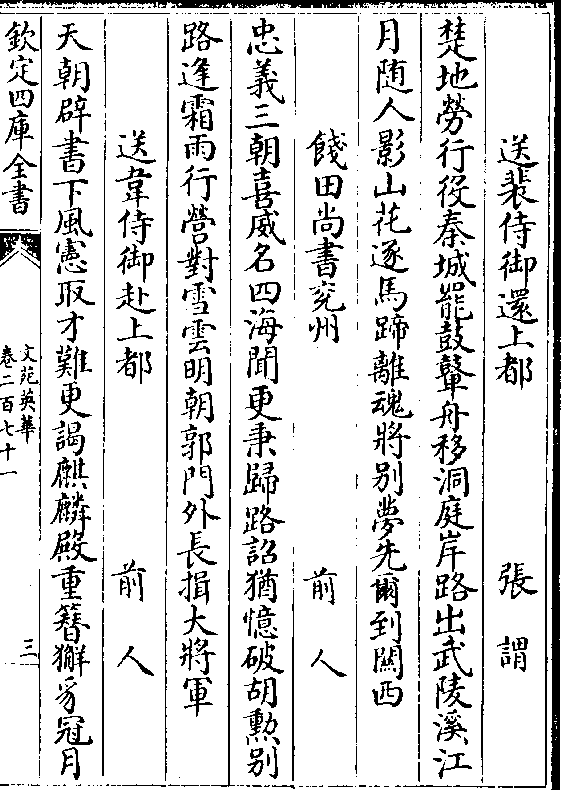 送裴侍御還上都 張謂
楚地勞行役秦城罷鼓鼙舟移洞庭岸路出武陵溪江
月随人影山花逐馬蹄離魂將别夢先爾到關西
餞田尚書兖州 前人
忠義三朝喜威名四海聞更乗歸路詔猶憶破胡勲别
路逢霜雨行營對雪雲明朝郭門外長揖大將軍
送韋侍御赴上都 前人
天朝辟書下風憲取才難更謁麒麟殿重簪獬豸冠月
欽定四庫全書
文苑英華
卷二百七十一
三